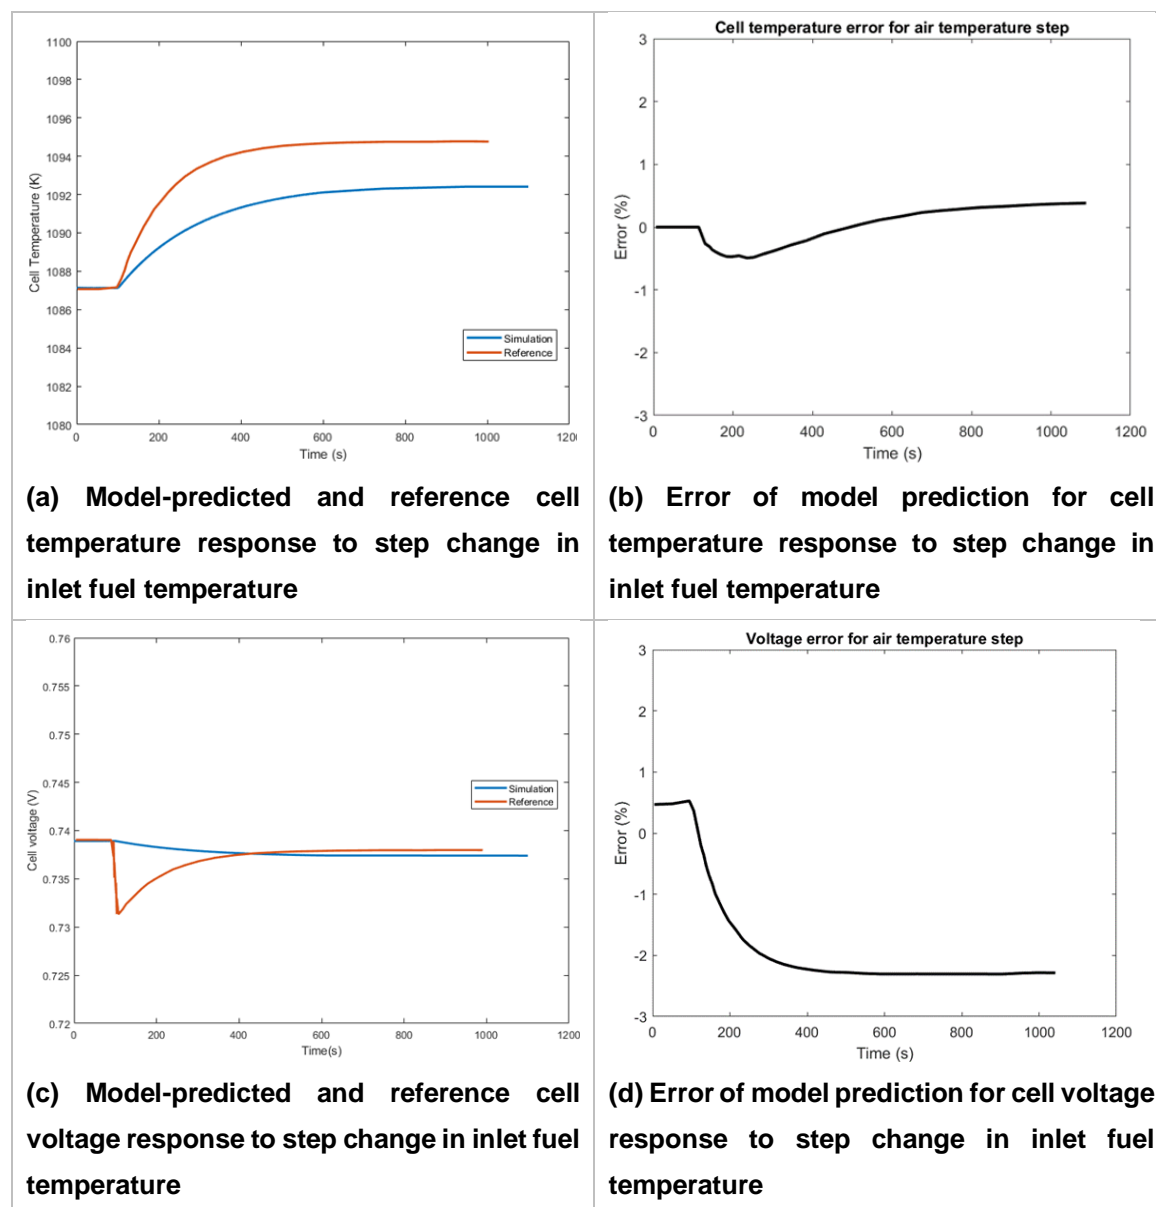 1100
1098
1096
1094
1092
1090
1088
1086
1084
1082
1080
Cell Temperature (K)
Simulation
Reference
0 200 400 600 800 1000 1200
Time (s)
(a) Model-predicted and reference cell
temperature response to step change in
inlet fuel temperature
Cell temperature error for air temperature step
3
2
1
0
-1
-2
-3
Error (%)
0 200 400 600 800 1000 1200
Time (s)
(b) Error of model prediction for cell
temperature response to step change in
inlet fuel temperature
0.76
0.755
0.75
0.745
0.74
0.735
0.73
0.725
0.72
Cell voltage (V)
Simulation
Reference
0 200 400 600 800 1000 1200
Time(s)
(c) Model-predicted and reference cell
voltage response to step change in inlet fuel
temperature
Voltage error for air temperature step
3
2
1
0
-1
-2
-3
Error (%)
0 200 400 600 800 1000 1200
Time (s)
(d) Error of model prediction for cell voltage
response to step change in inlet fuel
temperature